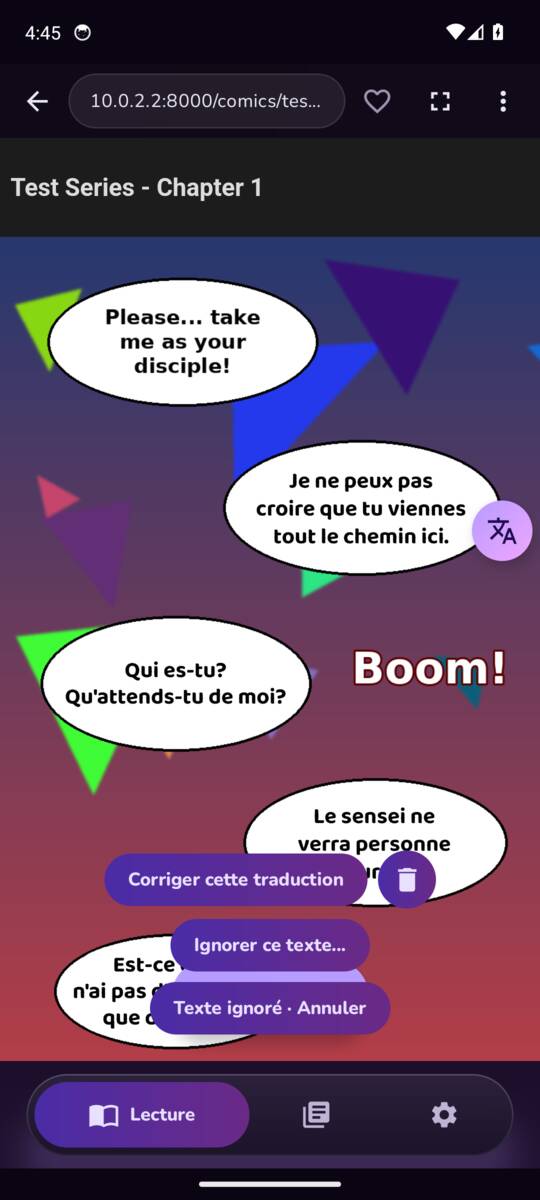 4:45
10.0.2.2:8000/comics/tes...
Test Series - Chapter 1
Please... take
me as your
disciple!
Je ne peux pas
croire que tu viennes
tout le chemin ici.
Qui es-tu?
Qu'attends-tu de moi?
Boom!
Le sensei ne
verra personne
Corriger cette traduction
Ignorer ce texte...
Est-ce
n'ai pas
que
Texte ignoré · Annuler
Lecture